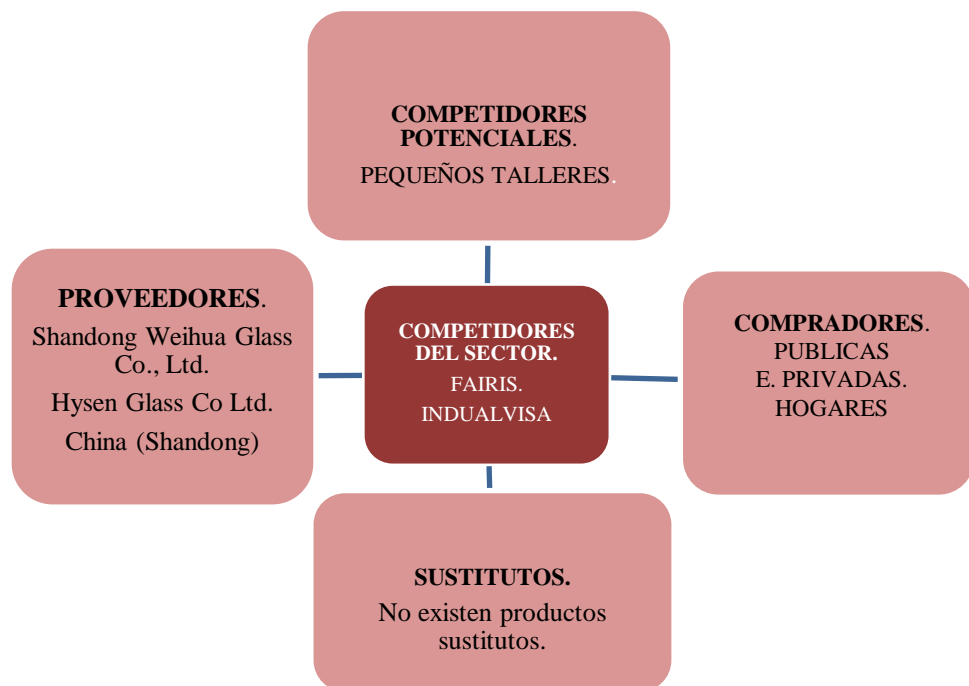 COMPETIDORES
POTENCIALES.
PEQUEÑOS TALLERES.
PROVEEDORES.
Shandong Weihua Glass
Co., Ltd.
Hysen Glass Co Ltd.
China (Shandong)
COMPETIDORES
DEL SECTOR.
FAIRIS.
INDUALVISA
COMPRADORES.
PUBLICAS
E. PRIVADAS.
HOGARES
SUSTITUTOS.
No existen productos
sustitutos.